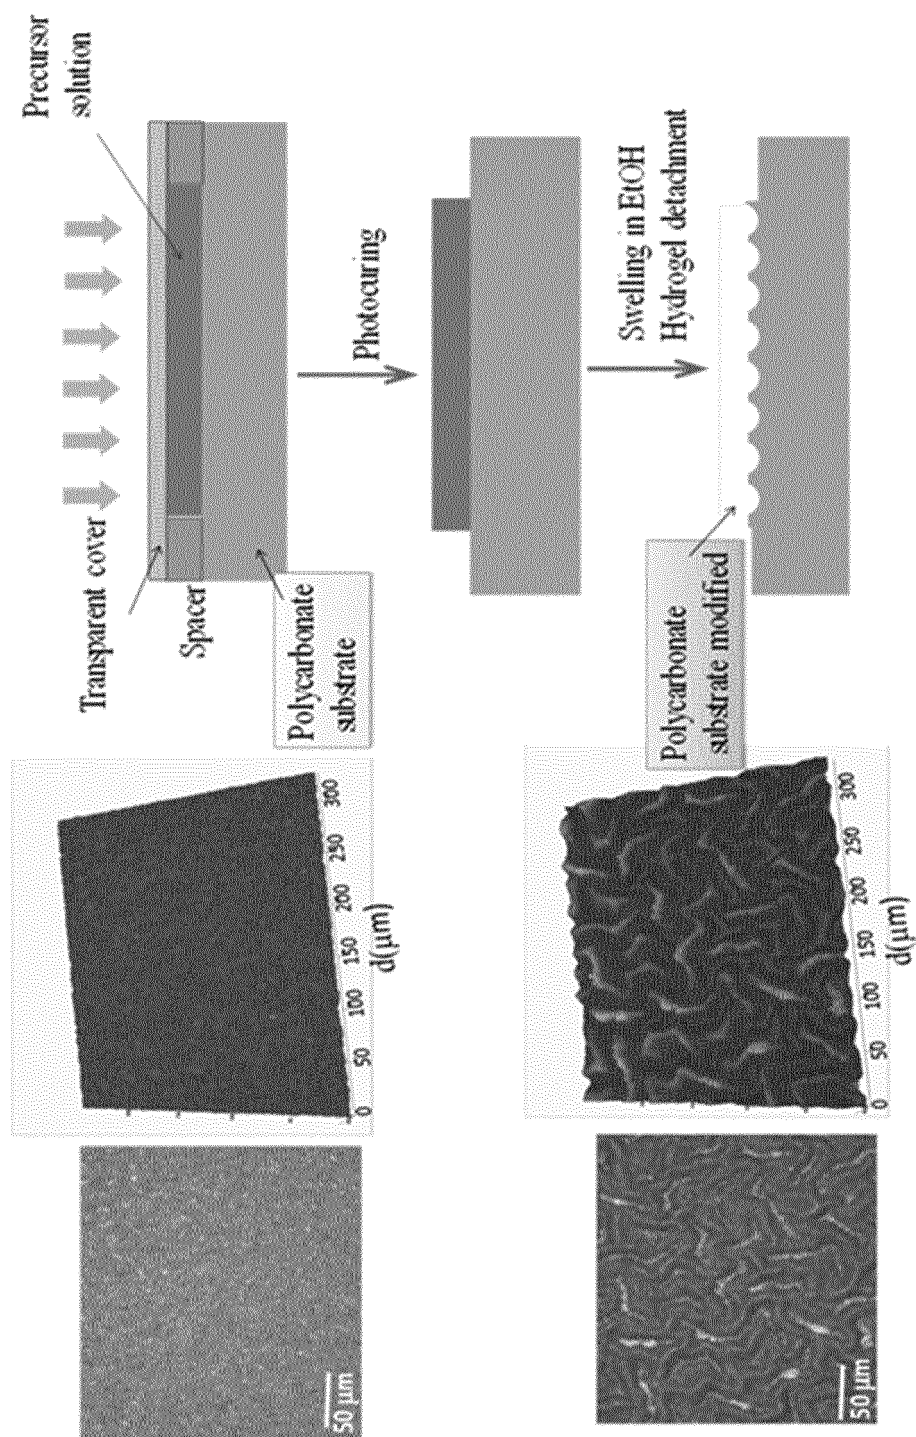 Precursor
solution
Transparent cover
Spacer
Polycarbonate
substrate
Photocuring
Swelling in EtOH
Hydrogel detachment
Polycarbonate
substrate modified
0 50 100 150 200 250 300
d(µm)
50 µm
0 50 100 150 200 250 300
d(µm)
50 µm